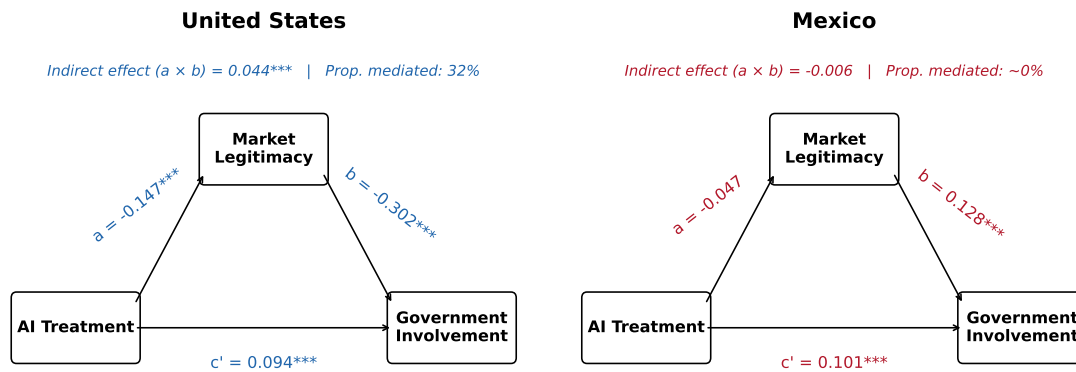 United States
Indirect effect (a × b) = 0.044*** | Prop. mediated: 32%
Market
Legitimacy
a = -0.147***
b = -0.302***
AI Treatment
Government
Involvement
c' = 0.094***
Mexico
Indirect effect (a × b) = -0.006 | Prop. mediated: ~0%
Market
Legitimacy
a = -0.047
b = 0.128***
AI Treatment
Government
Involvement
c' = 0.101***